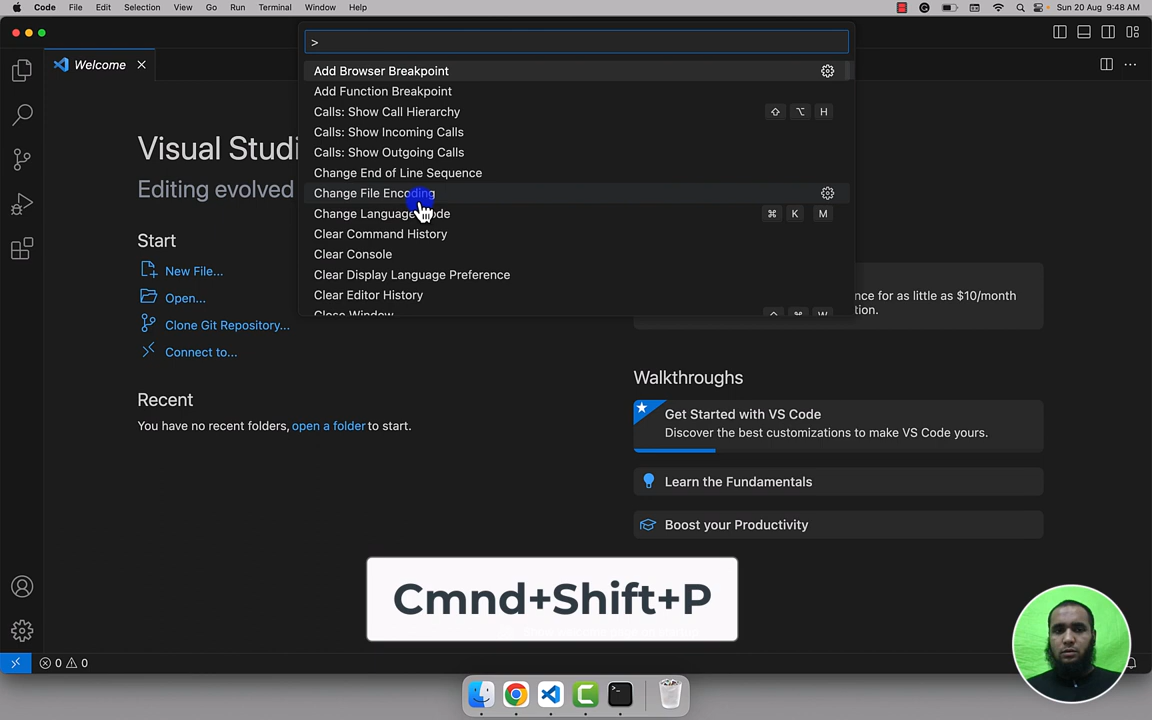 Code File Edit Selection View Go Run Terminal Window Help Sun 20 Aug 9:48 AM
Welcome
>
Add Browser Breakpoint
Add Function Breakpoint
Calls: Show Call Hierarchy ⇧ ⌥ H
Calls: Show Incoming Calls
Calls: Show Outgoing Calls
Change End of Line Sequence
Change File Encoding
Change Language Mode ⌘ K M
Clear Command History
Clear Console
Clear Display Language Preference
Clear Editor History
Close Window ⌘ W
Visual Studi
Editing evolved
Start
New File...
Open...
Clone Git Repository...
Connect to...
Recent
You have no recent folders, open a folder to start.
nce for as little as $10/month
tion.
Walkthroughs
Get Started with VS Code
Discover the best customizations to make VS Code yours.
Learn the Fundamentals
Boost your Productivity
Cmnd+Shift+P
0 0